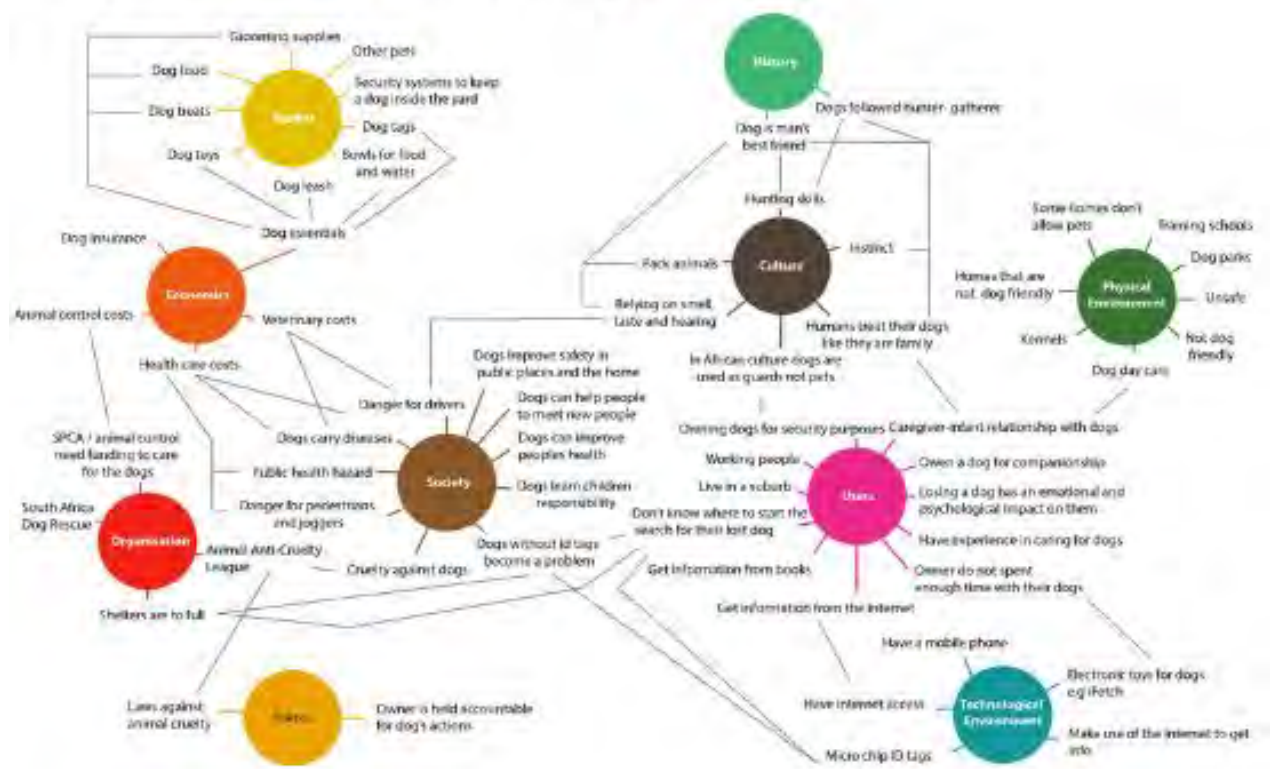 Grooming supplies
Other pets
Dog food
Security systems to keep
a dog inside the yard
Dog treats
Dog tags
Dog toys
Bowls for food
and water
Dog leash
Dog essentials
History
Dogs followed hunter- gatherer
Dog is man's
best friend
Hunting skills
Culture
Instinct
Pack animals
Relying on smell,
taste and hearing
Humans treat their dogs
like they are family
In African culture dogs are
used as guards not pets
Some homes don't
allow pets
Training schools
Dog parks
Homes that are
not dog friendly
Physical
Environment
Unsafe
Kennels
Not dog
friendly
Dog day care
Dog insurance
Economics
Animal control costs
Veterinary costs
Health care costs
Dogs improve safety in
public places and the home
Danger for drivers
Dogs can help people
to meet new people
Dogs carry diseases
Dogs can improve
peoples health
Public health hazard
Society
Dogs learn children
responsibility
Danger for pedestrians
and joggers
Dogs without id tags
become a problem
Cruelty against dogs
SPCA / animal control
need funding to care
for the dogs
South Africa
Dog Rescue
Organisation
Animal Anti-Cruelty
League
Shelters are to full
Owning dogs for security purposes
Caregiver-infant relationship with dogs
Working people
Owen a dog for companionship
Live in a suburb
Users
Losing a dog has an emotional and
psychological impact on them
Don't know where to start the
search for their lost dog
Have experience in caring for dogs
Get information from books
Owner do not spent
enough time with their dogs
Get information from the internet
Laws against
animal cruelty
Owner is held accountable
for dog's actions
Have a mobile phone
Electronic toys for dogs
e.g iFetch
Have internet access
Technological
Environment
Make use of the internet to get
info
Micro chip ID tags